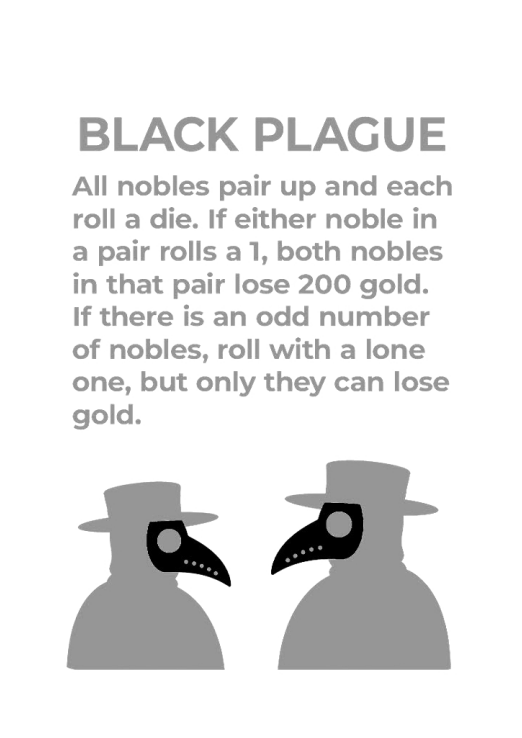 BLACK PLAGUE
All nobles pair up and each
roll a die. If either noble in
a pair rolls a 1, both nobles
in that pair lose 200 gold.
If there is an odd number
of nobles, roll with a lone
one, but only they can lose
gold.